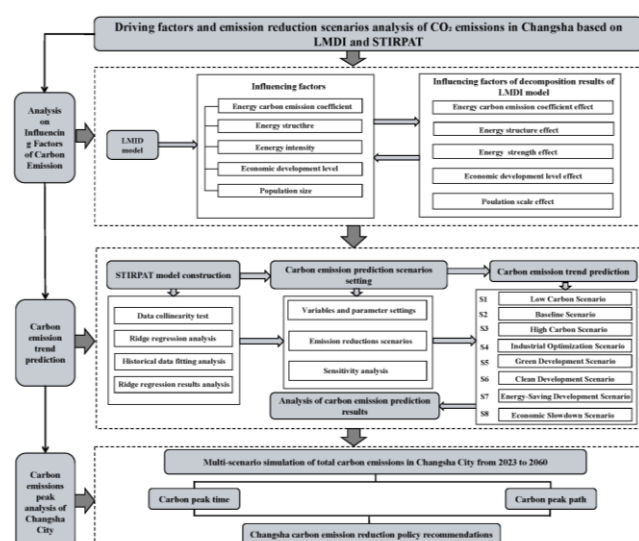 Driving factors and emission reduction scenarios analysis of CO₂ emissions in Changsha based on
LMDI and STIRPAT
Analysis
on
Influencin
g Factors
of Carbon
Emission
LMID
model
Influencing factors
Energy carbon emission coefficient
Energy structhre
Eenergy intensity
Economic development level
Population size
Influencing factors of decomposition results of
LMDI model
Energy carbon emission coefficient effect
Energy structure effect
Energy strength effect
Economic development level effect
Poulation scale effect
Carbon
emission
trend
prediction
STIRPAT model construction
Data collinearity test
Ridge regression analysis
Historical data fitting analysis
Ridge regression results analysis
Carbon emission prediction scenarios
setting
Variables and parameter settings
Emission reductions scenarios
Sensitivity analysis
Analysis of carbon emission prediction
results
Carbon emission trend prediction
S1 Low Carbon Scenario
S2 Baseline Scenario
S3 High Carbon Scenario
S4 Industrial Optimization Scenario
S5 Green Development Scenario
S6 Clean Development Scenario
S7 Energy-Saving Development Scenario
S8 Economic Slowdown Scenario
Carbon
emissions
peak
analysis of
Changsha
City
Multi-scenario simulation of total carbon emissions in Changsha City from 2023 to 2060
Carbon peak time
Carbon peak path
Changsha carbon emission reduction policy recommendations